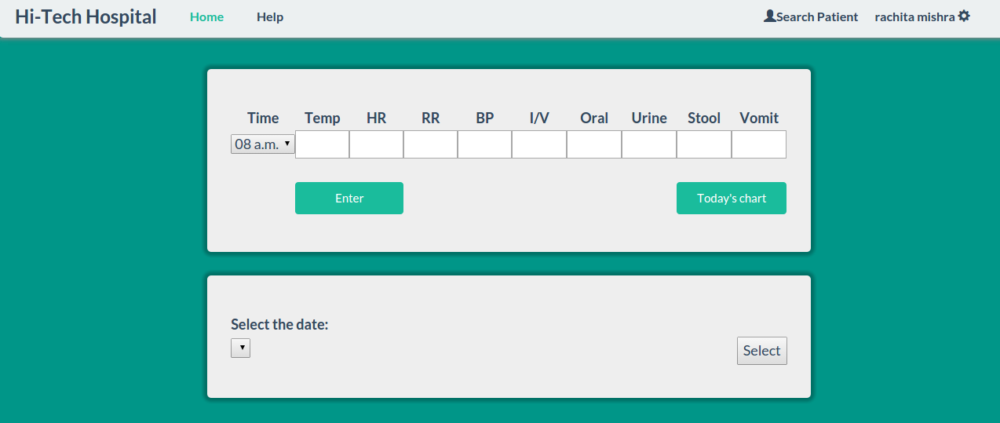 Hi-Tech Hospital Home Help Search Patient rachita mishra
Time Temp HR RR BP I/V Oral Urine Stool Vomit
08 a.m.
Enter Today's chart
Select the date:
Select